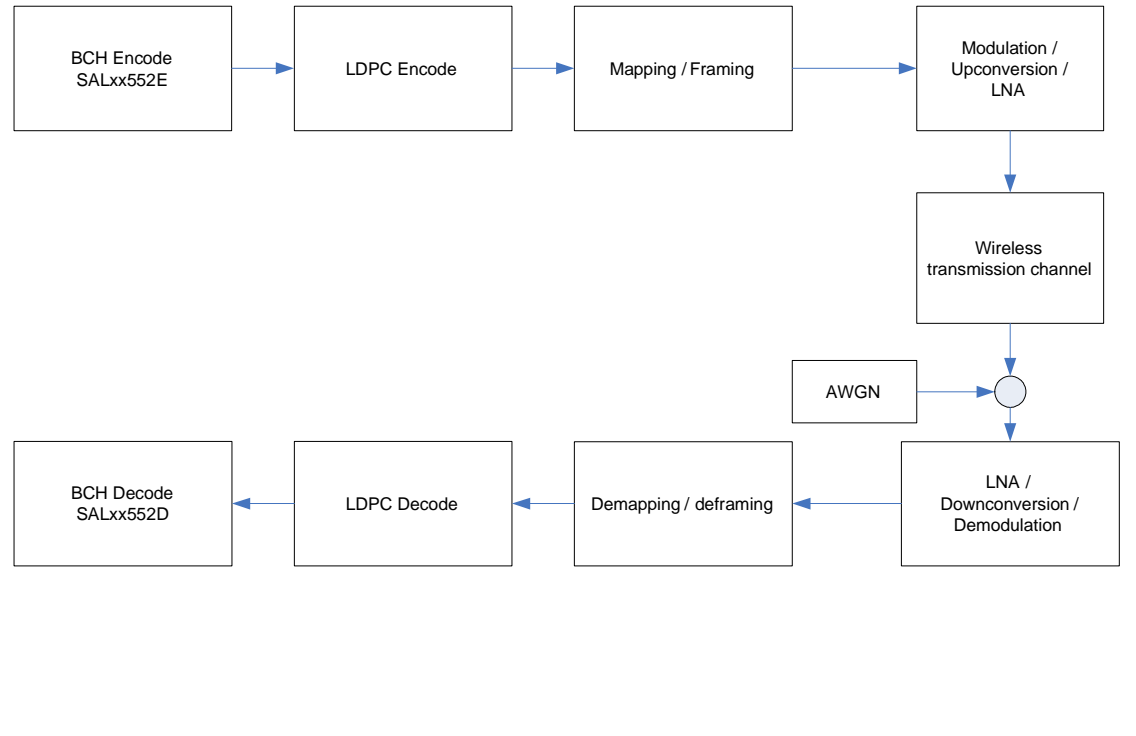 BCH Encode
SALxx552E
LDPC Encode
Mapping / Framing
Modulation /
Upconversion /
LNA
Wireless
transmission channel
AWGN
LNA /
Downconversion /
Demodulation
Demapping / deframing
LDPC Decode
BCH Decode
SALxx552D